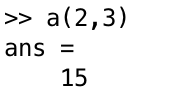 >> a(2,3)
ans =
    15